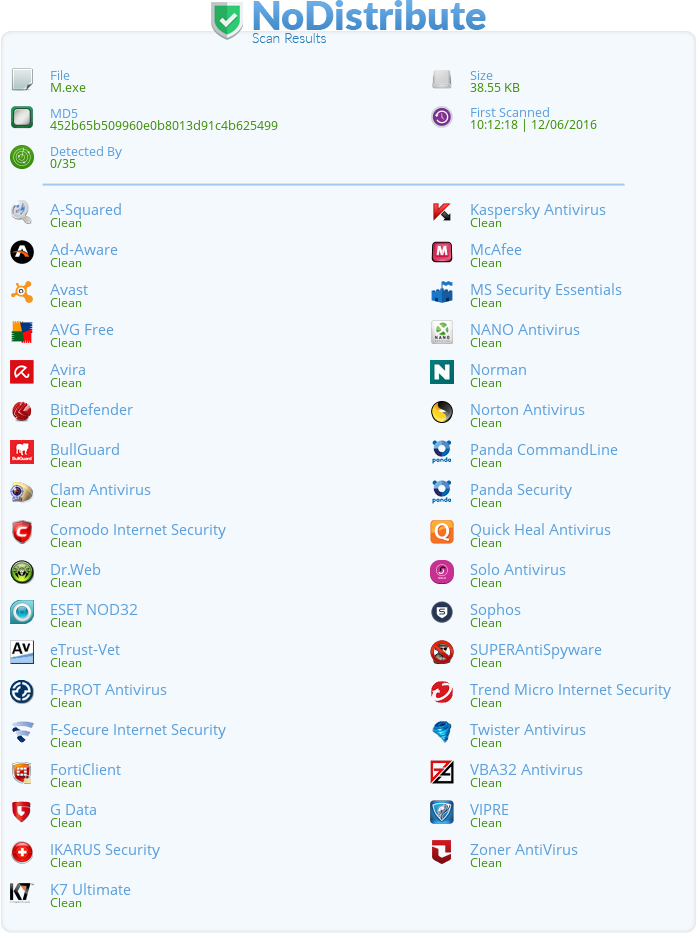 NoDistribute
Scan Results
File
M.exe
Size
38.55 KB
MD5
452b65b509960e0b8013d91c4b625499
First Scanned
10:12:18 | 12/06/2016
Detected By
0/35
A-Squared
Clean
Ad-Aware
Clean
Avast
Clean
AVG Free
Clean
Avira
Clean
BitDefender
Clean
BullGuard
Clean
Clam Antivirus
Clean
Comodo Internet Security
Clean
Dr.Web
Clean
ESET NOD32
Clean
eTrust-Vet
Clean
F-PROT Antivirus
Clean
F-Secure Internet Security
Clean
FortiClient
Clean
G Data
Clean
IKARUS Security
Clean
K7 Ultimate
Clean
Kaspersky Antivirus
Clean
McAfee
Clean
MS Security Essentials
Clean
NANO Antivirus
Clean
Norman
Clean
Norton Antivirus
Clean
Panda CommandLine
Clean
Panda Security
Clean
Quick Heal Antivirus
Clean
Solo Antivirus
Clean
Sophos
Clean
SUPERAntiSpyware
Clean
Trend Micro Internet Security
Clean
Twister Antivirus
Clean
VBA32 Antivirus
Clean
VIPRE
Clean
Zoner AntiVirus
Clean